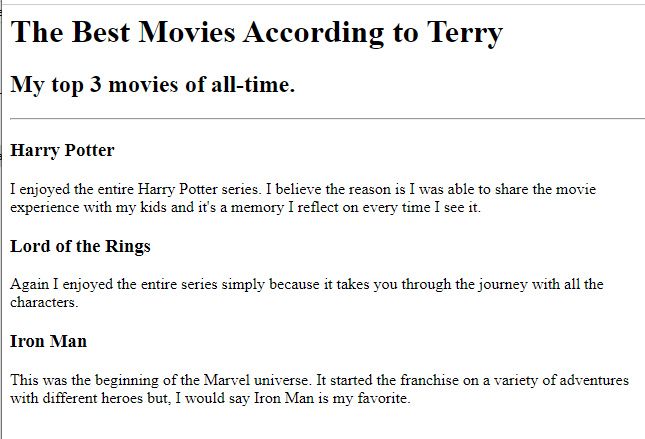 The Best Movies According to Terry
My top 3 movies of all-time.
Harry Potter
I enjoyed the entire Harry Potter series. I believe the reason is I was able to share the movie
experience with my kids and it's a memory I reflect on every time I see it.
Lord of the Rings
Again I enjoyed the entire series simply because it takes you through the journey with all the
characters.
Iron Man
This was the beginning of the Marvel universe. It started the franchise on a variety of adventures
with different heroes but, I would say Iron Man is my favorite.